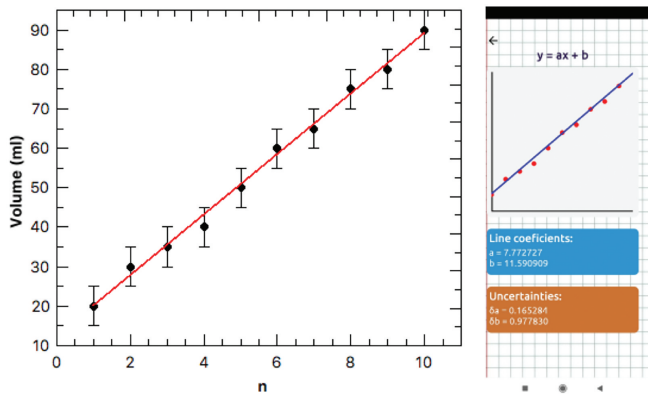 90
80
70
60
50
40
30
20
10
Volume (ml)
0
2
4
6
8
10
n
y = ax + b
Line coeficients:
a = 7.772727
b = 11.590909
Uncertainties:
δa = 0.165284
δb = 0.977830